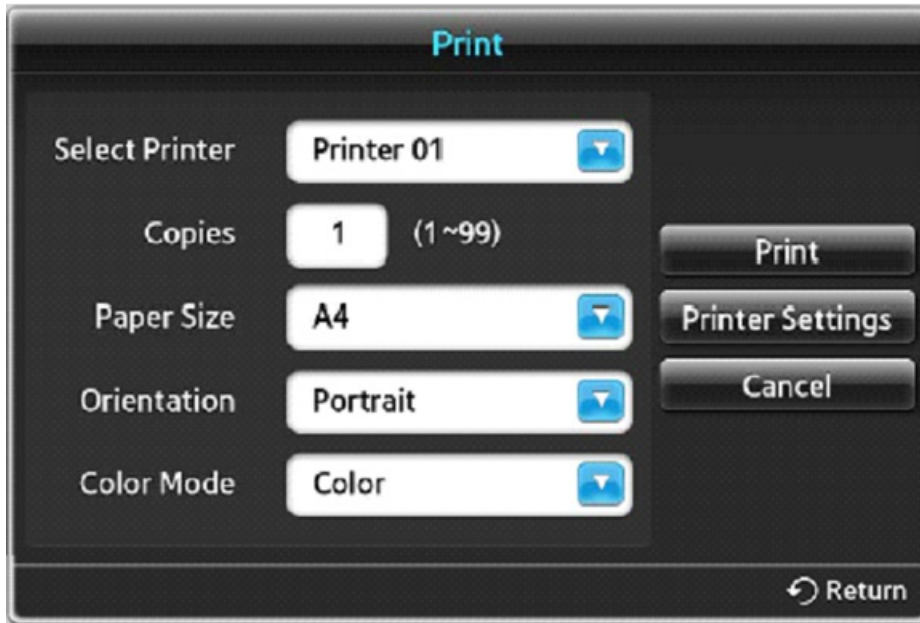 Print
Select Printer Printer 01
Copies 1 (1~99)
Print
Paper Size A4
Printer Settings
Orientation Portrait
Cancel
Color Mode Color
Return